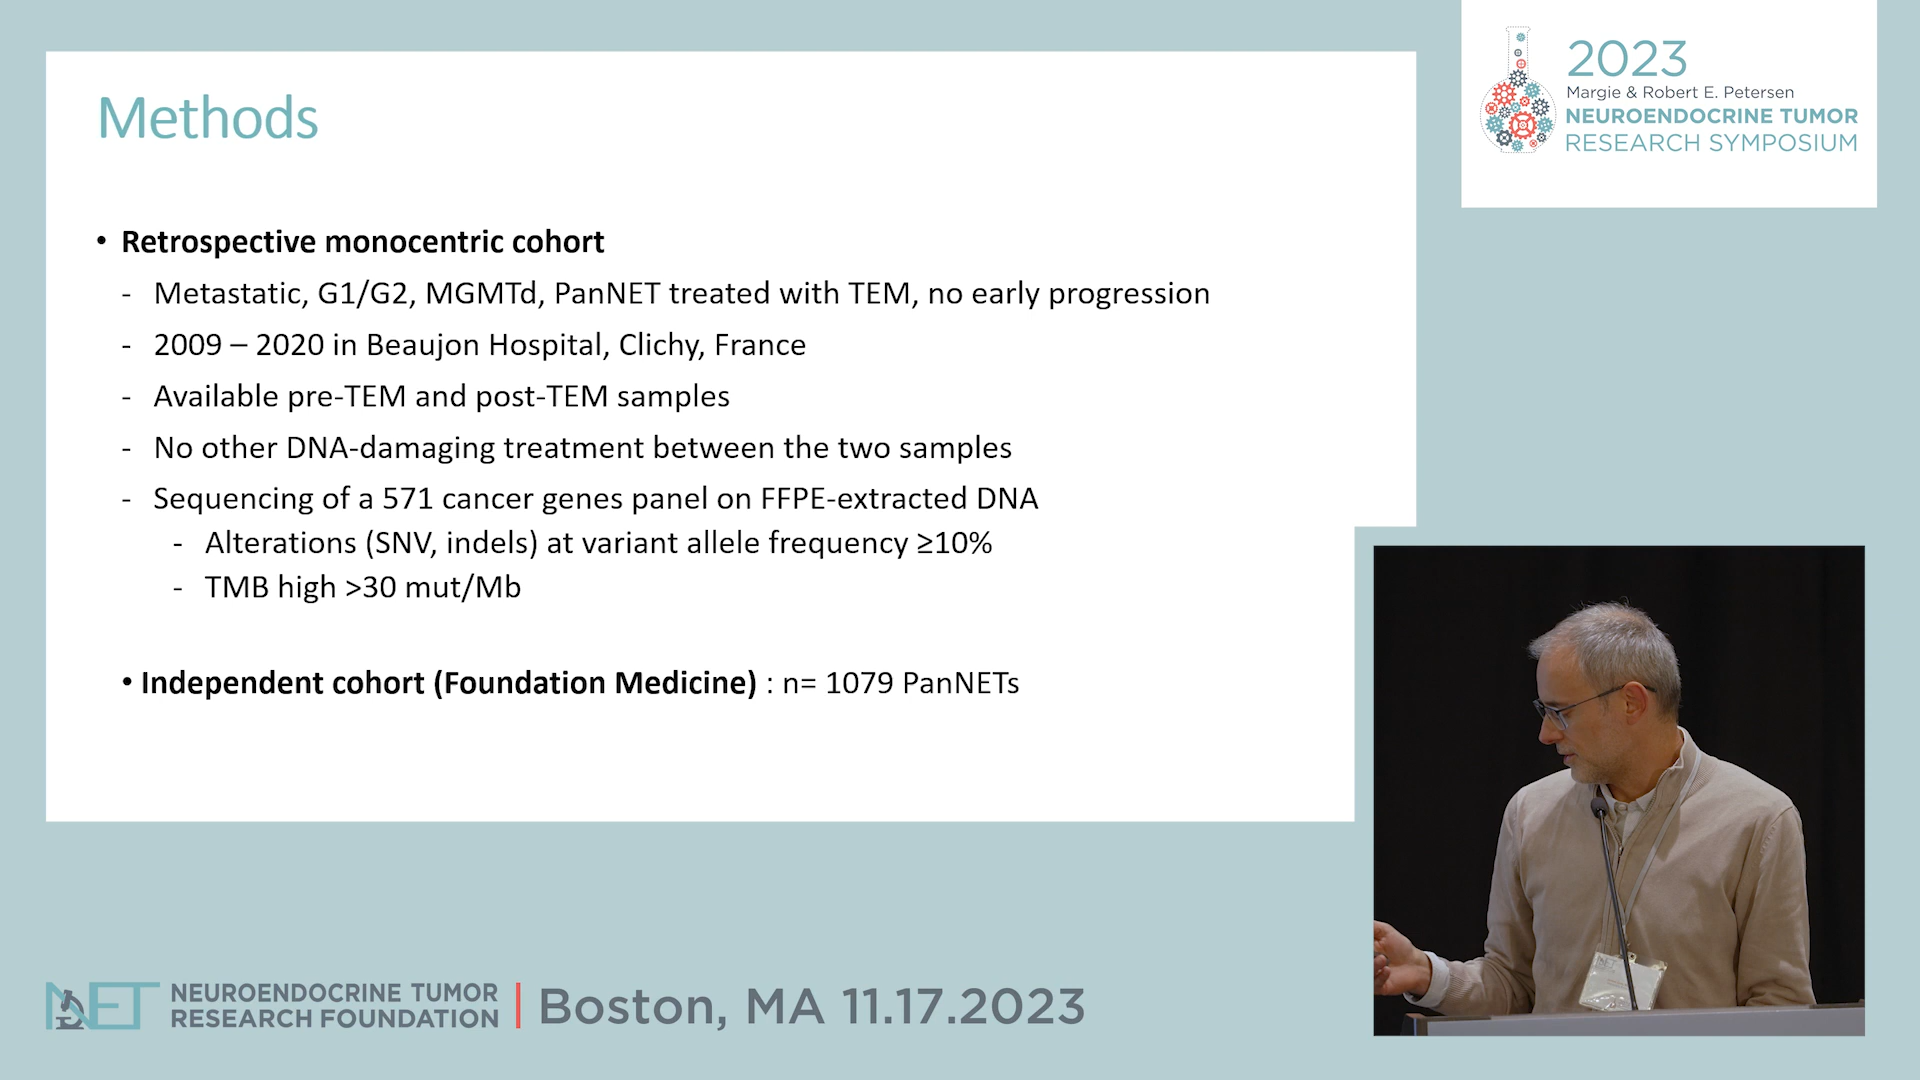 Methods
• Retrospective monocentric cohort
- Metastatic, G1/G2, MGMTd, PanNET treated with TEM, no early progression
- 2009 – 2020 in Beaujon Hospital, Clichy, France
- Available pre-TEM and post-TEM samples
- No other DNA-damaging treatment between the two samples
- Sequencing of a 571 cancer genes panel on FFPE-extracted DNA
- Alterations (SNV, indels) at variant allele frequency ≥10%
- TMB high >30 mut/Mb
• Independent cohort (Foundation Medicine) : n= 1079 PanNETs
2023
Margie & Robert E. Petersen
NEUROENDOCRINE TUMOR
RESEARCH SYMPOSIUM
NET
NEUROENDOCRINE TUMOR
RESEARCH FOUNDATION
Boston, MA 11.17.2023